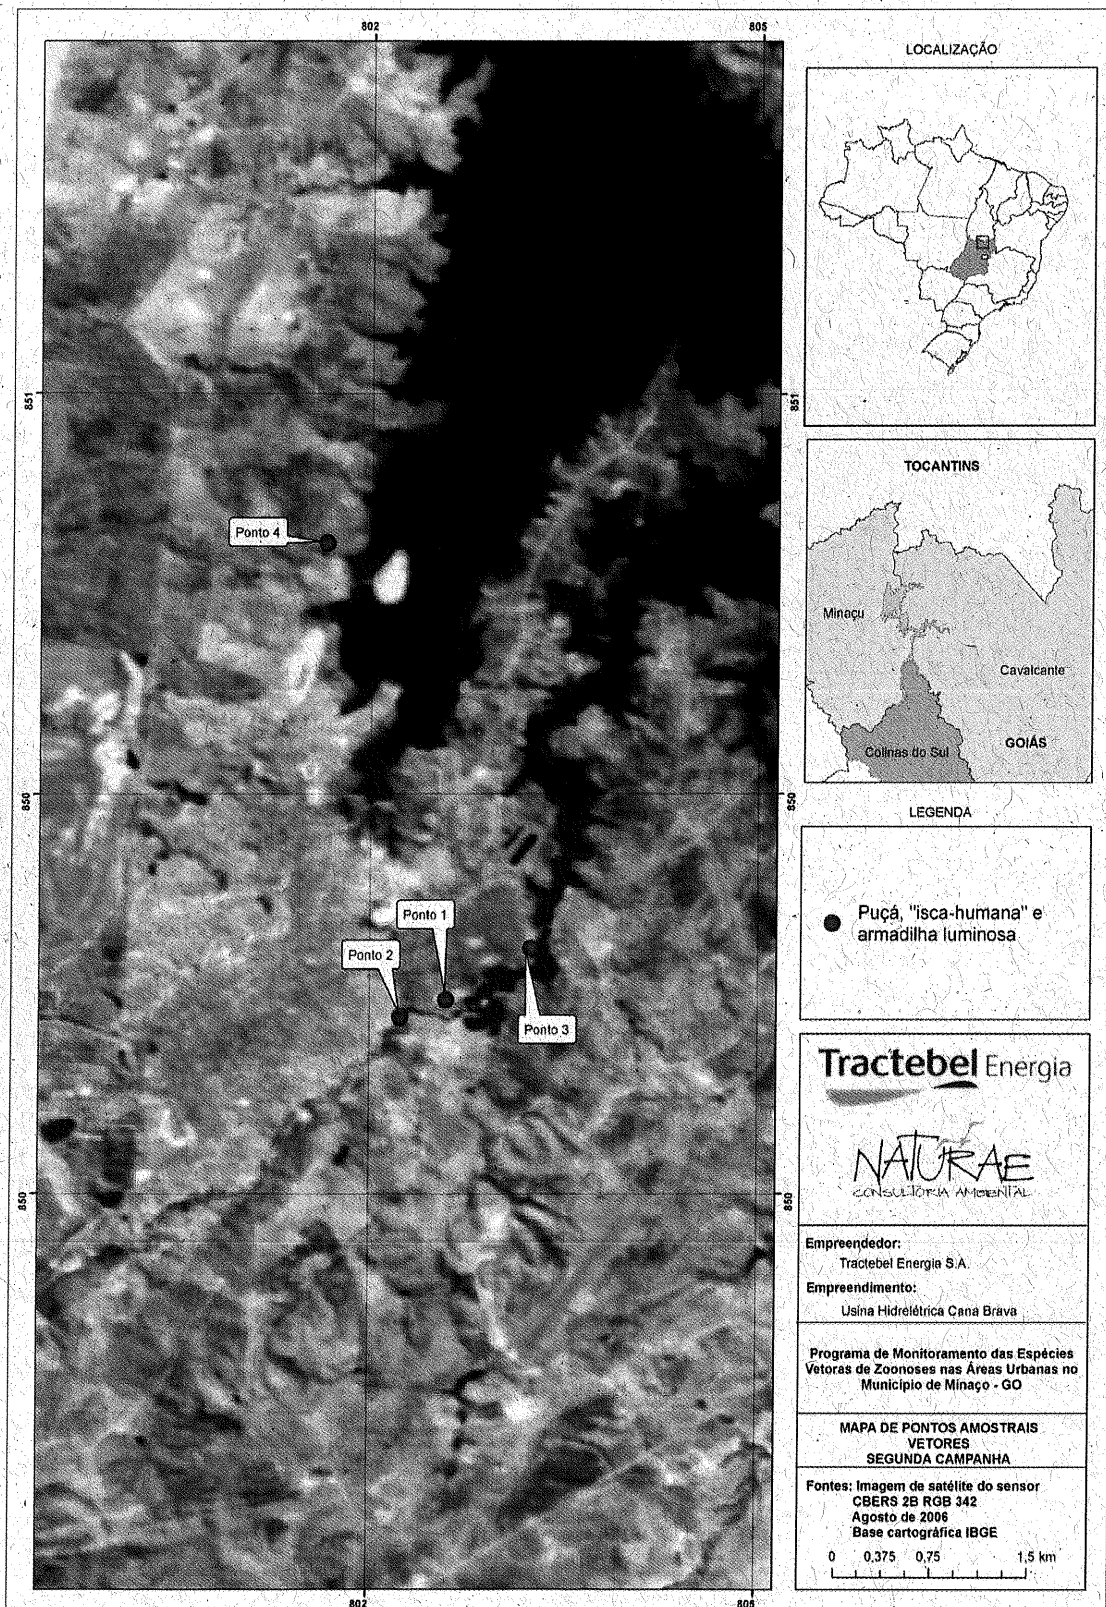 802
805
851
851
Ponto 4
850
850
Ponto 1
Ponto 2
Ponto 3
850
850
802
805
LOCALIZAÇÃO
TOCANTINS
Minaçu
Cavalcante
Colinas do Sul
GOIÁS
LEGENDA
Puçá, "isca-humana" e
armadilha luminosa
Tractebel Energia
NATURAE
CONSULTORIA AMBIENTAL
Empreendedor:
Tractebel Energia S.A.
Empreendimento:
Usina Hidrelétrica Cana Brava
Programa de Monitoramento das Espécies
Vetoras de Zoonoses nas Áreas Urbanas no
Município de Minaço - GO
MAPA DE PONTOS AMOSTRAIS
VETORES
SEGUNDA CAMPANHA
Fontes: Imagem de satélite do sensor
CBERS 2B RGB 342
Agosto de 2006
Base cartográfica IBGE
0 0,375 0,75 1,5 km